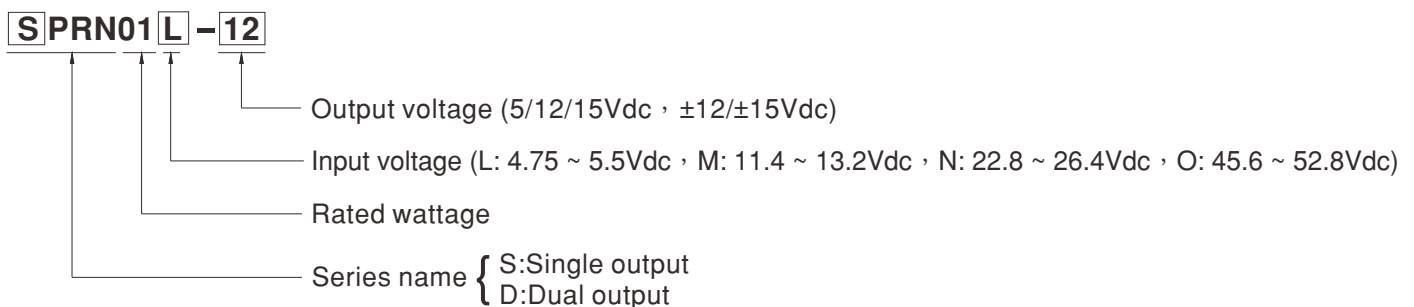 SPRN01L-12
Output voltage (5/12/15Vdc，±12/±15Vdc)
Input voltage (L: 4.75 ~ 5.5Vdc，M: 11.4 ~ 13.2Vdc，N: 22.8 ~ 26.4Vdc，O: 45.6 ~ 52.8Vdc)
Rated wattage
Series name { S:Single output
D:Dual output